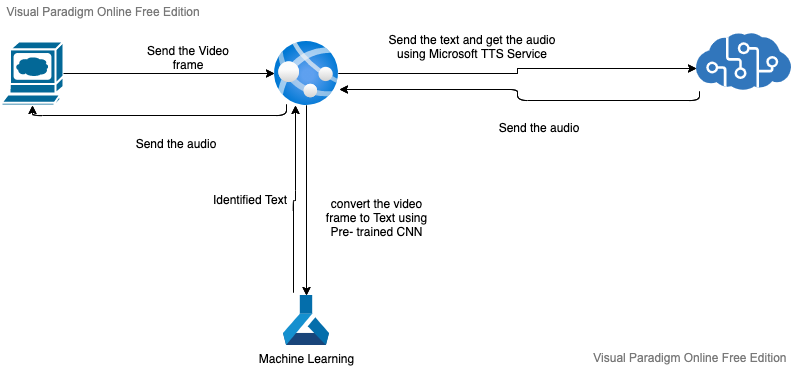 Visual Paradigm Online Free Edition
Send the Video
frame
Send the text and get the audio
using Microsoft TTS Service
Send the audio
Send the audio
Identified Text
convert the video
frame to Text using
Pre- trained CNN
Machine Learning
Visual Paradigm Online Free Edition